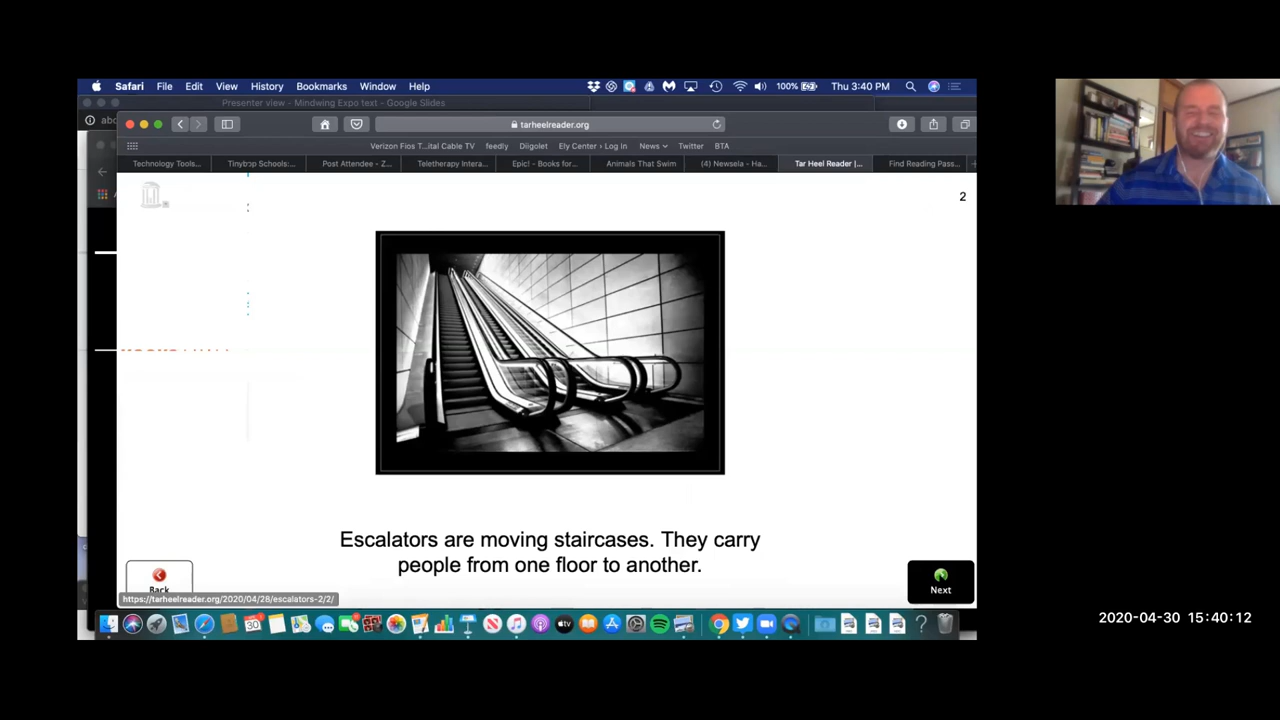 Safari File Edit View History Bookmarks Window Help 100% Thu 3:40 PM
Presenter view - Mindwing Expo text - Google Slides
tarheelreader.org
Verizon Fios T...ital Cable TV feedly Diigolet Ely Center › Log In News Twitter BTA
Technology Tools... Tinybop Schools:... Post Attendee - Z... Teletherapy Intera... Epic! - Books for... Animals That Swim (4) Newsela - Ha... Tar Heel Reader |... Find Reading Pass...
2
Escalators are moving staircases. They carry
people from one floor to another.
Back
Next
https://tarheelreader.org/2020/04/28/escalators-2/2/
30
2020-04-30 15:40:12